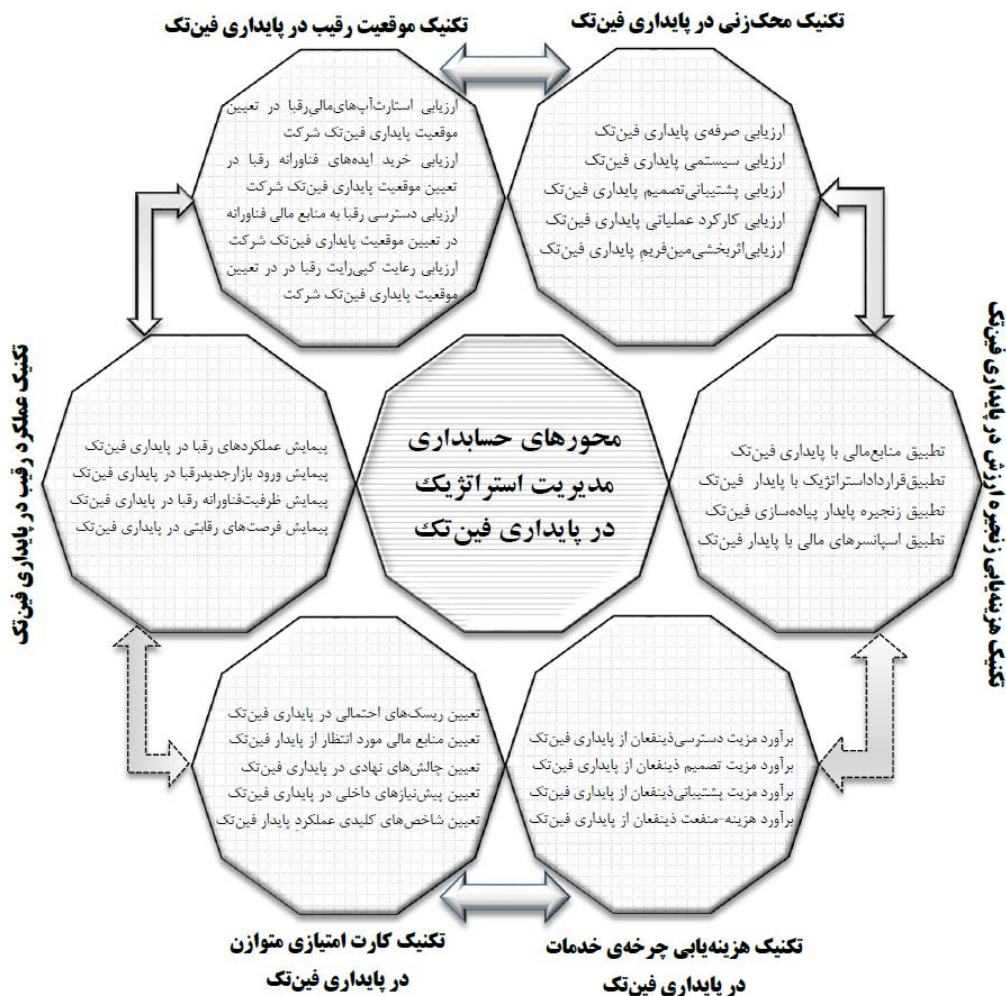 تکنیک محک‌زنی در پایداری فین‌تک
ارزیابی صرفه‌ی پایداری فین‌تک
ارزیابی سیستمی پایداری فین‌تک
ارزیابی پشتیبانی‌تصمیم پایداری فین‌تک
ارزیابی کارکرد عملیاتی پایداری فین‌تک
ارزیابی‌اثربخشی‌مین‌فریم پایداری فین‌تک
تکنیک موقعیت رقیب در پایداری فین‌تک
ارزیابی استارت‌آپ‌های‌مالی‌رقبا در تعیین
موقعیت پایداری فین‌تک شرکت
ارزیابی خرید ایده‌های فناورانه رقبا در
تعیین موقعیت پایداری فین‌تک شرکت
ارزیابی دسترسی رقبا به منابع مالی فناورانه
در تعیین موقعیت پایداری فین‌تک شرکت
ارزیابی رعایت کپی‌رایت رقبا در در تعیین
موقعیت پایداری فین‌تک شرکت
تکنیک هزینه‌یابی زنجیره ارزش در پایداری فین‌تک
تطبیق منابع‌مالی با پایداری فین‌تک
تطبیق‌قرارداداستراتژیک با پایدار فین‌تک
تطبیق زنجیره پایدار پیاده‌سازی فین‌تک
تطبیق اسپانسرهای مالی با پایدار فین‌تک
محورهای حسابداری
مدیریت استراتژیک
در پایداری فین‌تک
تکنیک عملکرد رقیب در پایداری فین‌تک
پیمایش عملکردهای رقبا در پایداری فین‌تک
پیمایش ورود بازارجدیدرقبا در پایداری فین‌تک
پیمایش ظرفیت‌فناورانه رقبا در پایداری فین‌تک
پیمایش فرصت‌های رقابتی در پایداری فین‌تک
برآورد مزیت دسترسی‌ذینفعان از پایداری فین‌تک
برآورد مزیت تصمیم ذینفعان از پایداری فین‌تک
برآورد مزیت پشتیبانی‌ذینفعان از پایداری فین‌تک
برآورد هزینه-منفعت ذینفعان از پایداری فین‌تک
تکنیک هزینه‌یابی چرخه‌ی خدمات
در پایداری فین‌تک
تعیین ریسک‌های احتمالی در پایداری فین‌تک
تعیین منابع مالی مورد انتظار از پایدار فین‌تک
تعیین چالش‌های نهادی در پایداری فین‌تک
تعیین پیش‌نیازهای داخلی در پایداری فین‌تک
تعیین شاخص‌های کلیدی عملکردِ پایدار فین‌تک
تکنیک کارت امتیازی متوازن
در پایداری فین‌تک